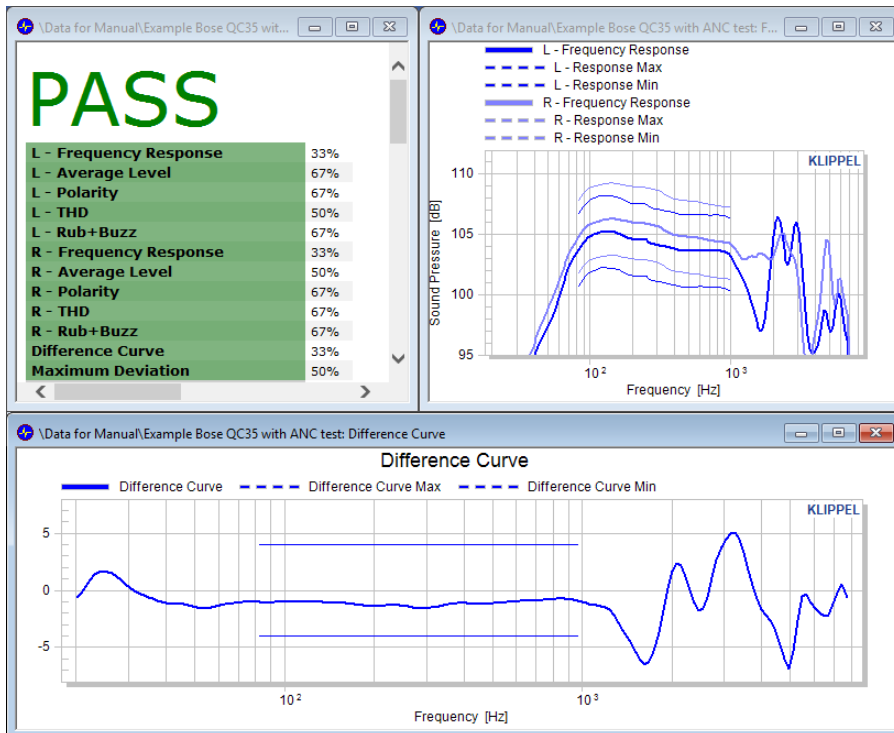 \Data for Manual\Example Bose QC35 wit...
PASS
L - Frequency Response 33%
L - Average Level 67%
L - Polarity 67%
L - THD 50%
L - Rub+Buzz 67%
R - Frequency Response 33%
R - Average Level 50%
R - Polarity 67%
R - THD 67%
R - Rub+Buzz 67%
Difference Curve 33%
Maximum Deviation 50%
\Data for Manual\Example Bose QC35 with ANC test: F...
L - Frequency Response
L - Response Max
L - Response Min
R - Frequency Response
R - Response Max
R - Response Min
KLIPPEL
110
105
100
95
Sound Pressure [dB]
10² 10³
Frequency [Hz]
\Data for Manual\Example Bose QC35 with ANC test: Difference Curve
Difference Curve
Difference Curve Difference Curve Max Difference Curve Min
KLIPPEL
5
0
-5
10² 10³
Frequency [Hz]